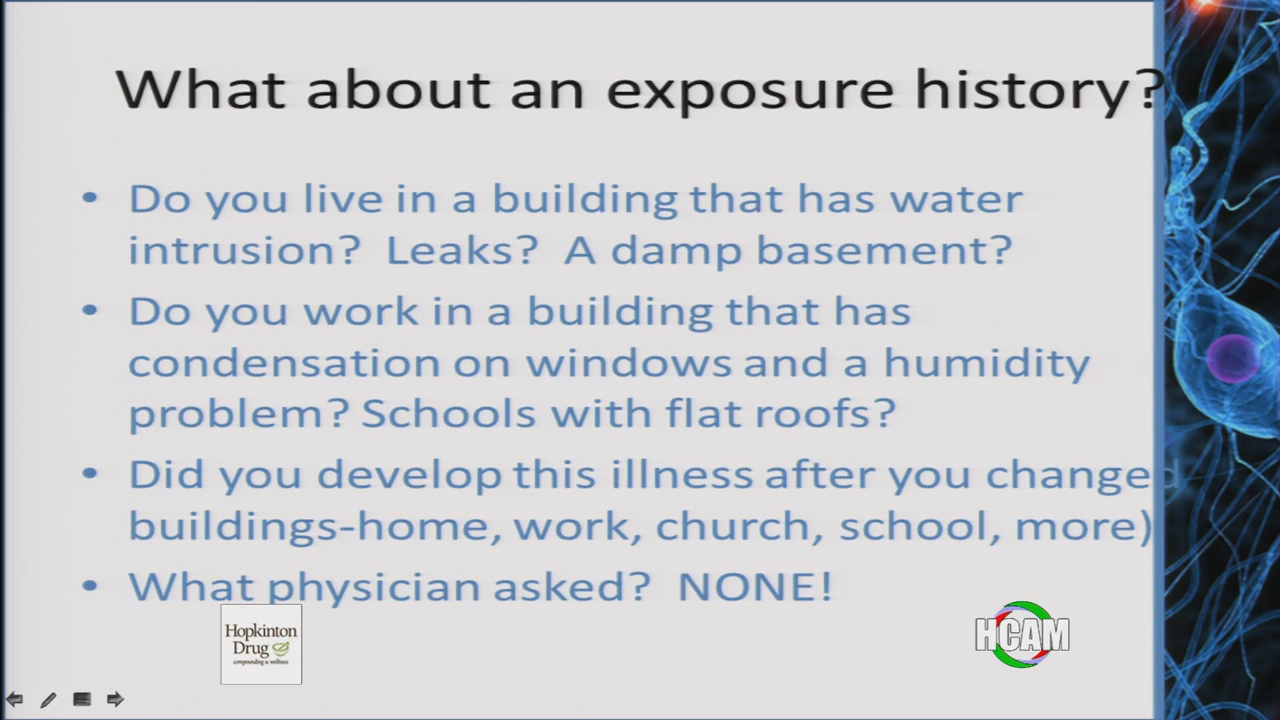 What about an exposure history?
• Do you live in a building that has water
intrusion? Leaks? A damp basement?
• Do you work in a building that has
condensation on windows and a humidity
problem? Schools with flat roofs?
• Did you develop this illness after you changed
buildings-home, work, church, school, more)
• What physician asked? NONE!
Hopkinton
Drug
compounding & wellness
HCAM